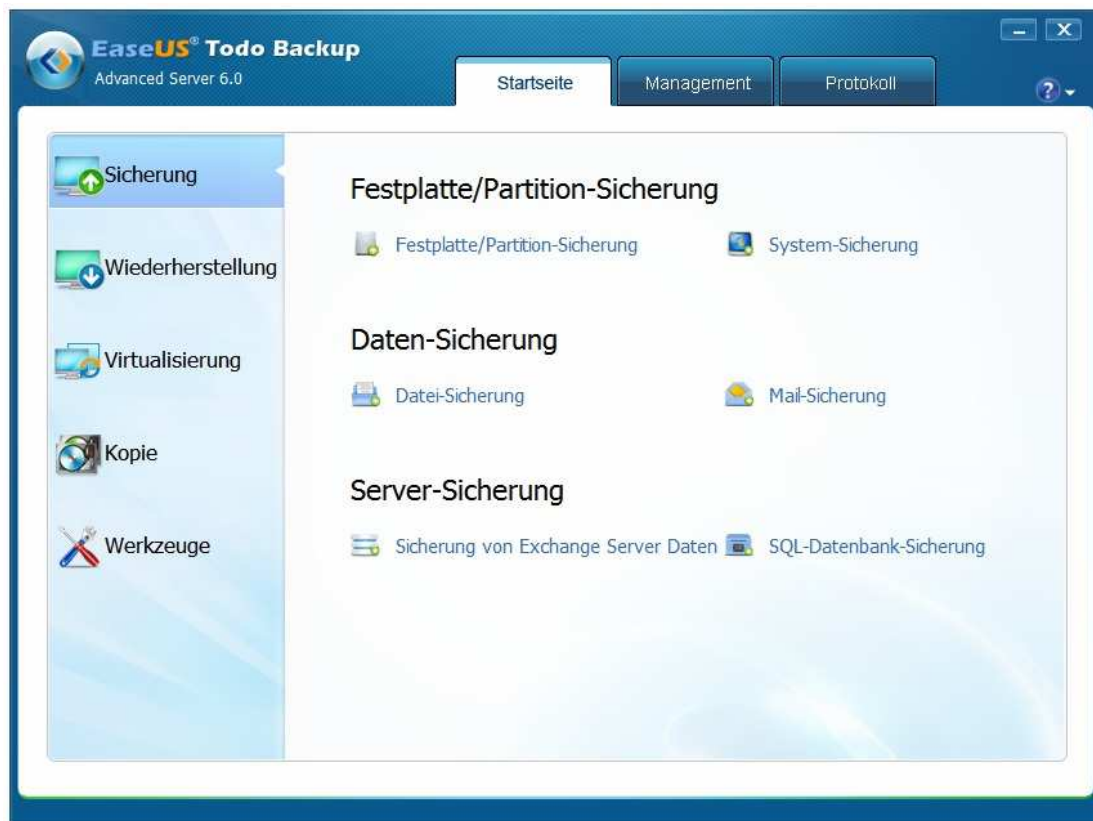 EaseUS® Todo Backup
Advanced Server 6.0
Startseite
Management
Protokoll
Sicherung
Wiederherstellung
Virtualisierung
Kopie
Werkzeuge
Festplatte/Partition-Sicherung
Festplatte/Partition-Sicherung
System-Sicherung
Daten-Sicherung
Datei-Sicherung
Mail-Sicherung
Server-Sicherung
Sicherung von Exchange Server Daten
SQL-Datenbank-Sicherung